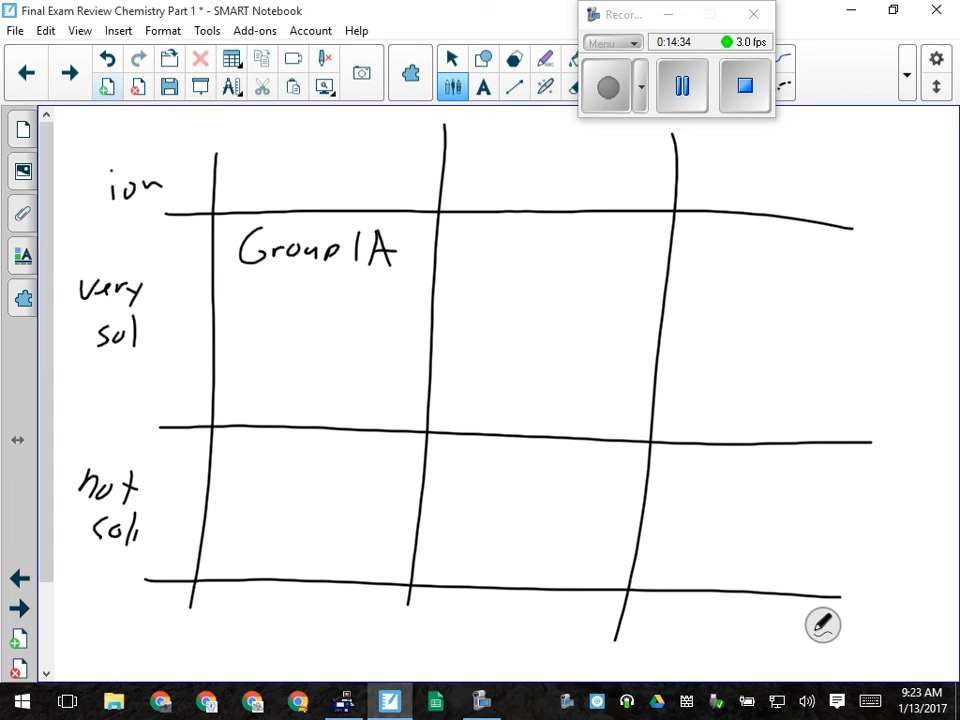 Final Exam Review Chemistry Part 1 * - SMART Notebook
Recor...
File Edit View Insert Format Tools Add-ons Account Help
Menu
0:14:34
3.0 fps
ion
Group 1A
very
sol
not
sol
9:23 AM
1/13/2017